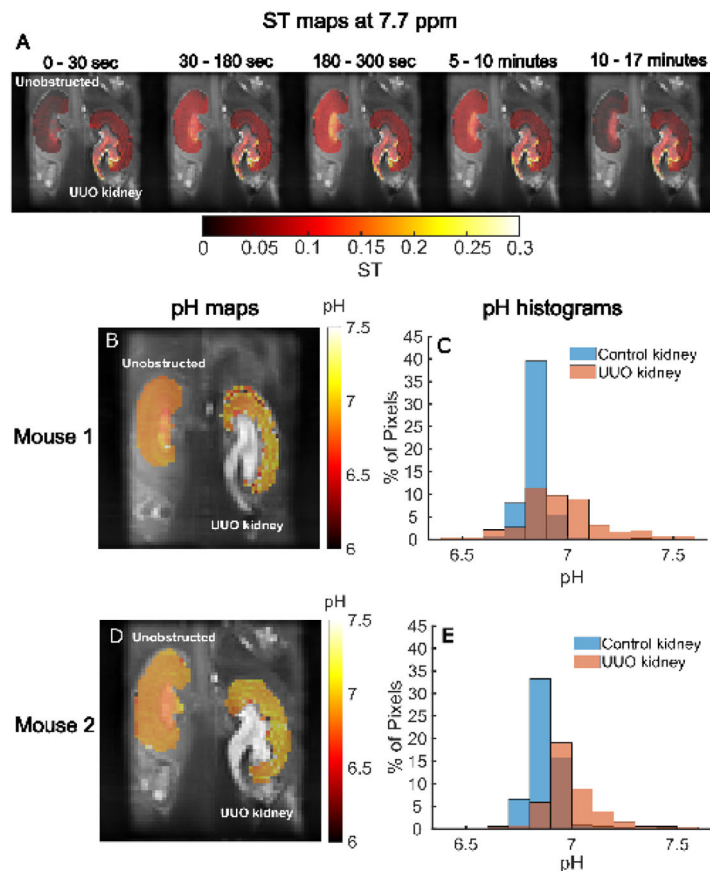 ST maps at 7.7 ppm
A
0 - 30 sec 30 - 180 sec 180 - 300 sec 5 - 10 minutes 10 - 17 minutes
Unobstructed
UUO kidney
0 0.05 0.1 0.15 0.2 0.25 0.3
ST
pH maps pH histograms
Mouse 1
B
pH
Unobstructed
UUO kidney
7.5
7
6.5
6
C
Control kidney
UUO kidney
% of Pixels
45
40
35
30
25
20
15
10
5
0
6.5 7 7.5
pH
Mouse 2
D
pH
Unobstructed
UUO kidney
7.5
7
6.5
6
E
Control kidney
UUO kidney
% of Pixels
45
40
35
30
25
20
15
10
5
0
6.5 7 7.5
pH